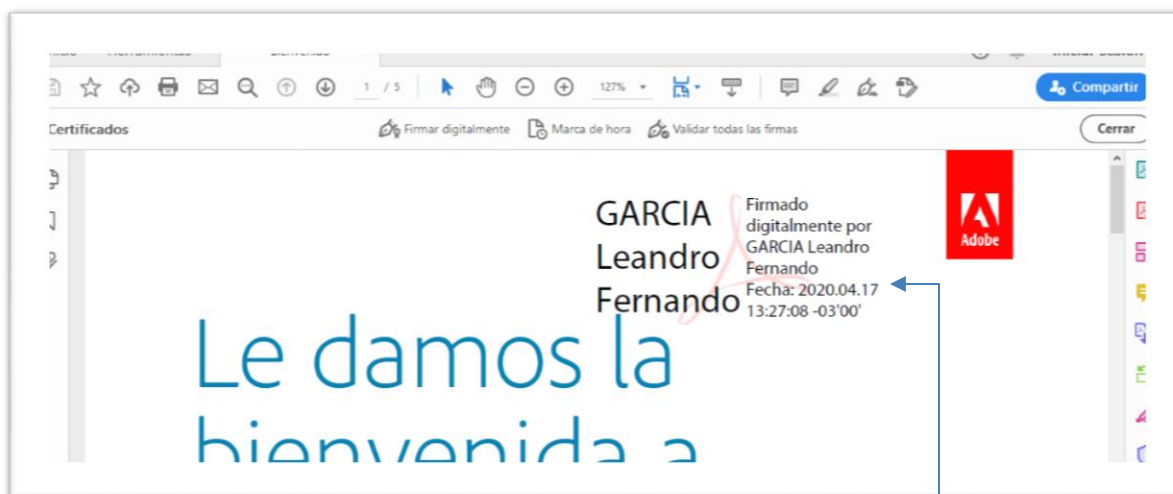 1 / 5
127%
Compartir
Certificados
Firmar digitalmente
Marca de hora
Validar todas las firmas
Cerrar
GARCIA
Leandro
Fernando
Firmado
digitalmente por
GARCIA Leandro
Fernando
Fecha: 2020.04.17
13:27:08 -03'00'
Adobe
Le damos la
bienvenida a